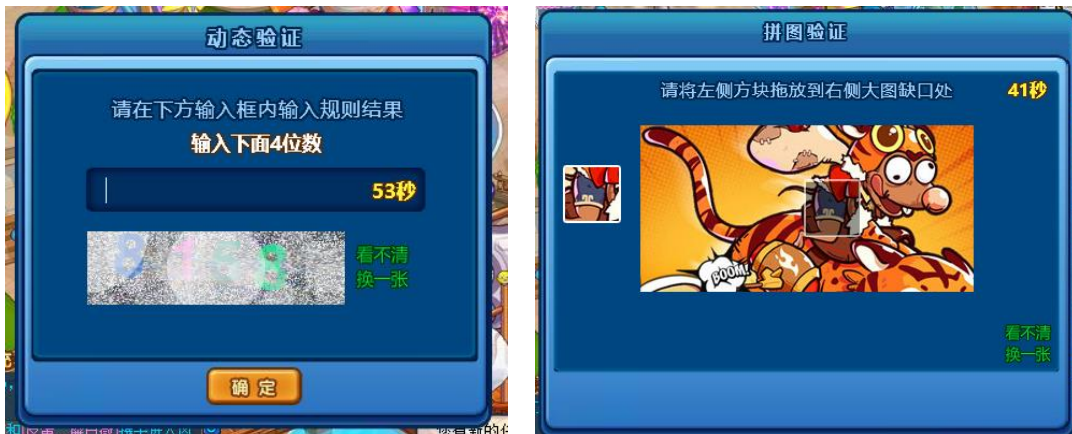 动态验证
请在下方输入框内输入规则结果
输入下面4位数
53秒
看不清
换一张
确定
拼图验证
请将左侧方块拖放到右侧大图缺口处
41秒
BOOM!
看不清
换一张